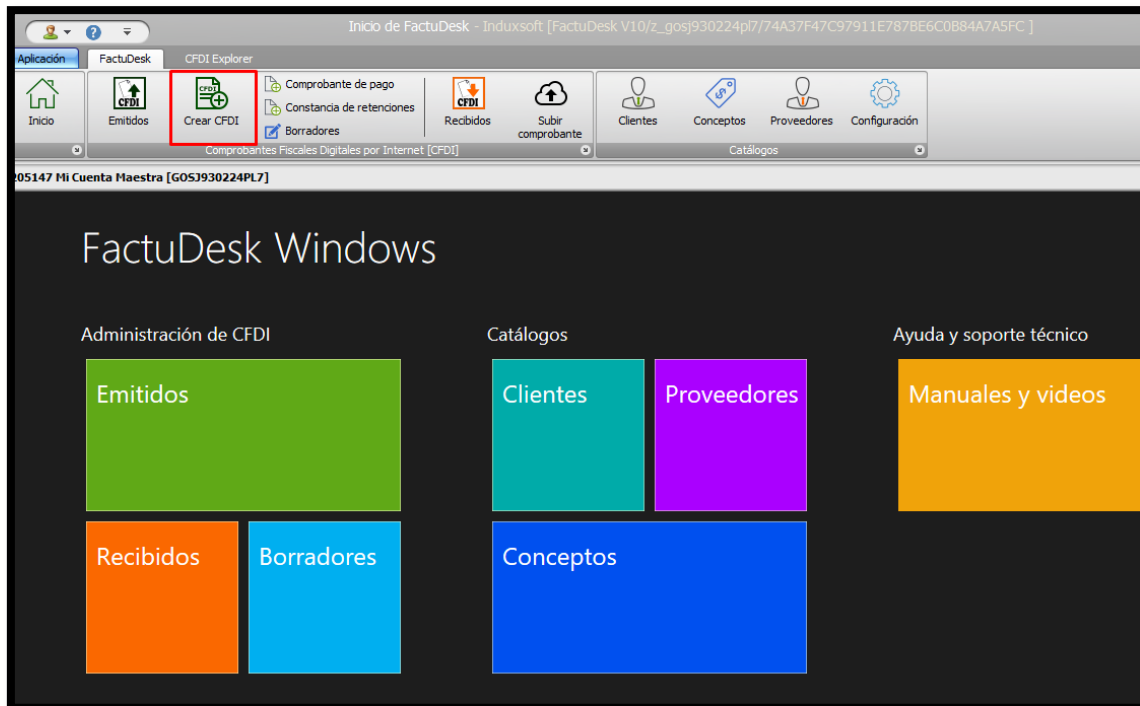 Inicio de FactuDesk - Induxsoft [FactuDesk V10/z_gosj930224pl7/74A37F47C97911E787BE6C0B84A7A5FC ]
Aplicación FactuDesk CFDI Explorer
Inicio
CFDI
Emitidos
CFDI
Crear CFDI
Comprobante de pago
Constancia de retenciones
Borradores
CFDI
Recibidos
Subir
comprobante
Clientes
Conceptos
Proveedores
Configuración
Comprobantes Fiscales Digitales por Internet [CFDI]
Catálogos
205147 Mi Cuenta Maestra [GOSJ930224PL7]
FactuDesk Windows
Administración de CFDI
Catálogos
Ayuda y soporte técnico
Emitidos
Clientes
Proveedores
Manuales y videos
Recibidos
Borradores
Conceptos